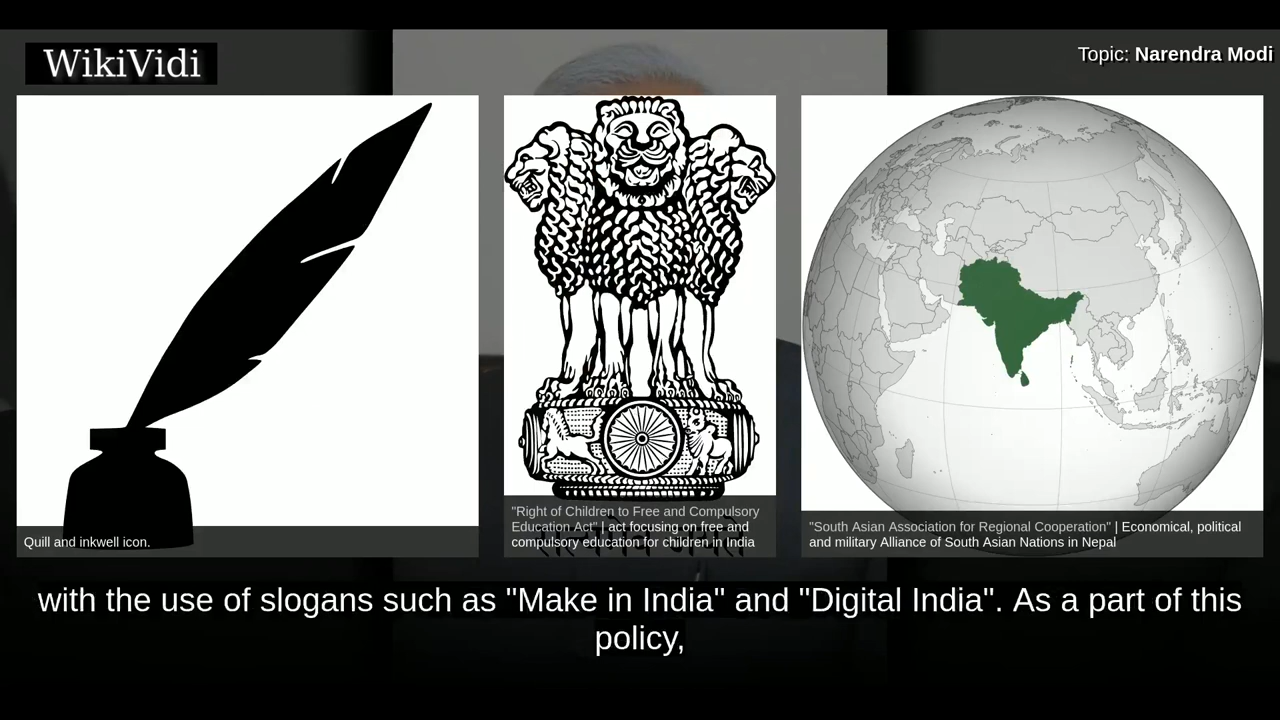 WikiVidi
Topic: Narendra Modi
Quill and inkwell icon.
"Right of Children to Free and Compulsory
Education Act" | act focusing on free and
compulsory education for children in India
"South Asian Association for Regional Cooperation" | Economical, political
and military Alliance of South Asian Nations in Nepal
with the use of slogans such as "Make in India" and "Digital India". As a part of this
policy,